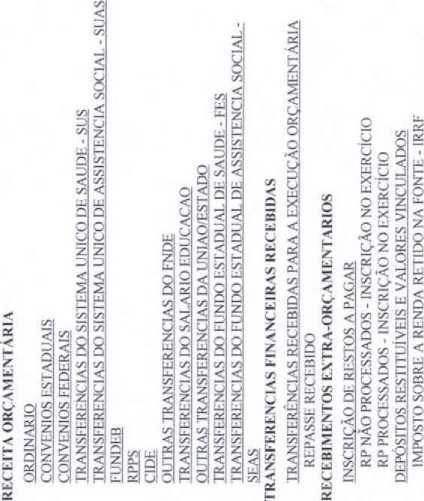 RECEITA ORÇAMENTÁRIA
ORDINARIO
CONVENIOS ESTADUAIS
CONVENIOS FEDERAIS
TRANSFERENCIAS DO SISTEMA UNICO DE SAUDE - SUS
TRANSFERENCIAS DO SISTEMA UNICO DE ASSISTENCIA SOCIAL - SUAS
FUNDEB
RPPS
CIDE
OUTRAS TRANSFERENCIAS DO FNDE
TRANSFERENCIAS DO SALARIO EDUCACAO
OUTRAS TRANSFERENCIAS DA UNIAO/ESTADO
TRANSFERENCIAS DO FUNDO ESTADUAL DE SAUDE - FES
TRANSFERENCIAS DO FUNDO ESTADUAL DE ASSISTENCIA SOCIAL -
SEAS
TRANSFERENCIAS FINANCEIRAS RECEBIDAS
TRANSFERÊNCIAS RECEBIDAS PARA A EXECUÇÃO ORÇAMENTÁRIA
REPASSE RECEBIDO
RECEBIMENTOS EXTRA-ORÇAMENTARIOS
INSCRIÇÃO DE RESTOS A PAGAR
RP NÃO PROCESSADOS - INSCRIÇÃO NO EXERCÍCIO
RP PROCESSADOS - INSCRIÇÃO NO EXERCICIO
DEPÓSITOS RESTITUÍVEIS E VALORES VINCULADOS
IMPOSTO SOBRE A RENDA RETIDO NA FONTE - IRRF